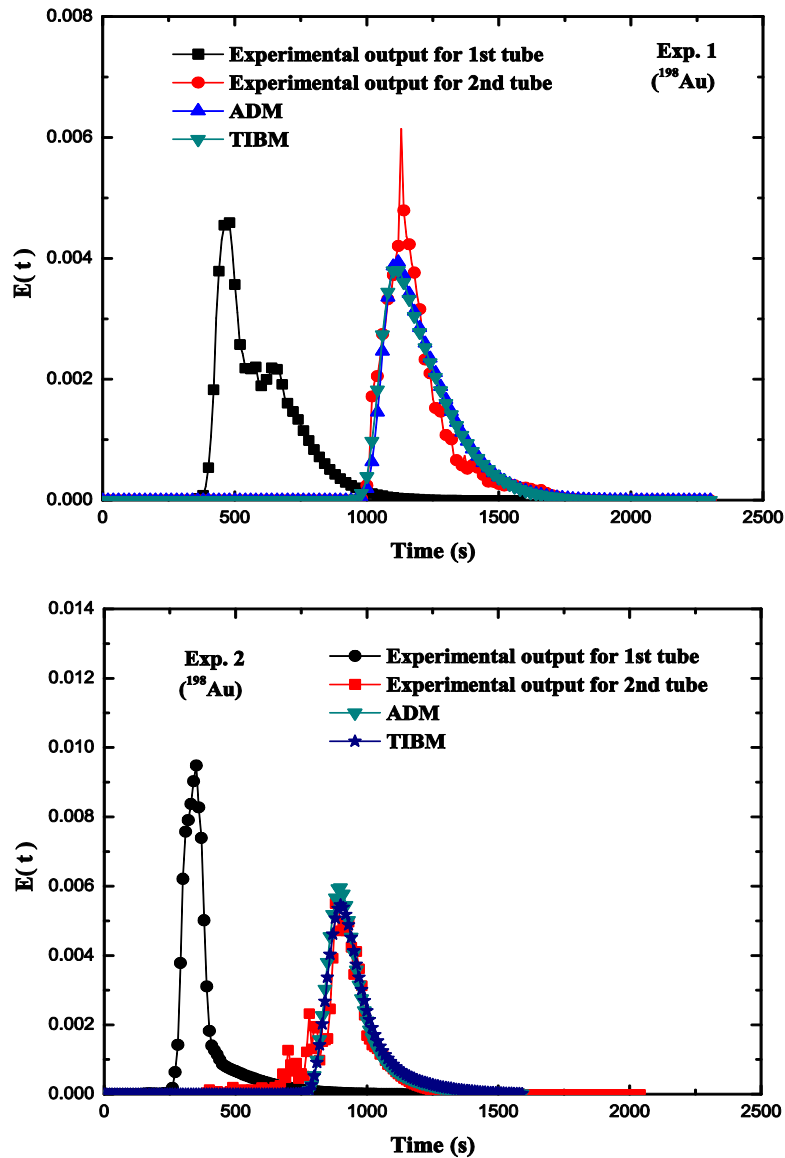 0.008
0.006
0.004
0.002
0.000
E( t )
Experimental output for 1st tube
Experimental output for 2nd tube
ADM
TIBM
Exp. 1
(¹⁹⁸Au)
0 500 1000 1500 2000 2500
Time (s)
0.014
0.012
0.010
0.008
0.006
0.004
0.002
0.000
E( t )
Exp. 2
(¹⁹⁸Au)
Experimental output for 1st tube
Experimental output for 2nd tube
ADM
TIBM
0 500 1000 1500 2000 2500
Time (s)